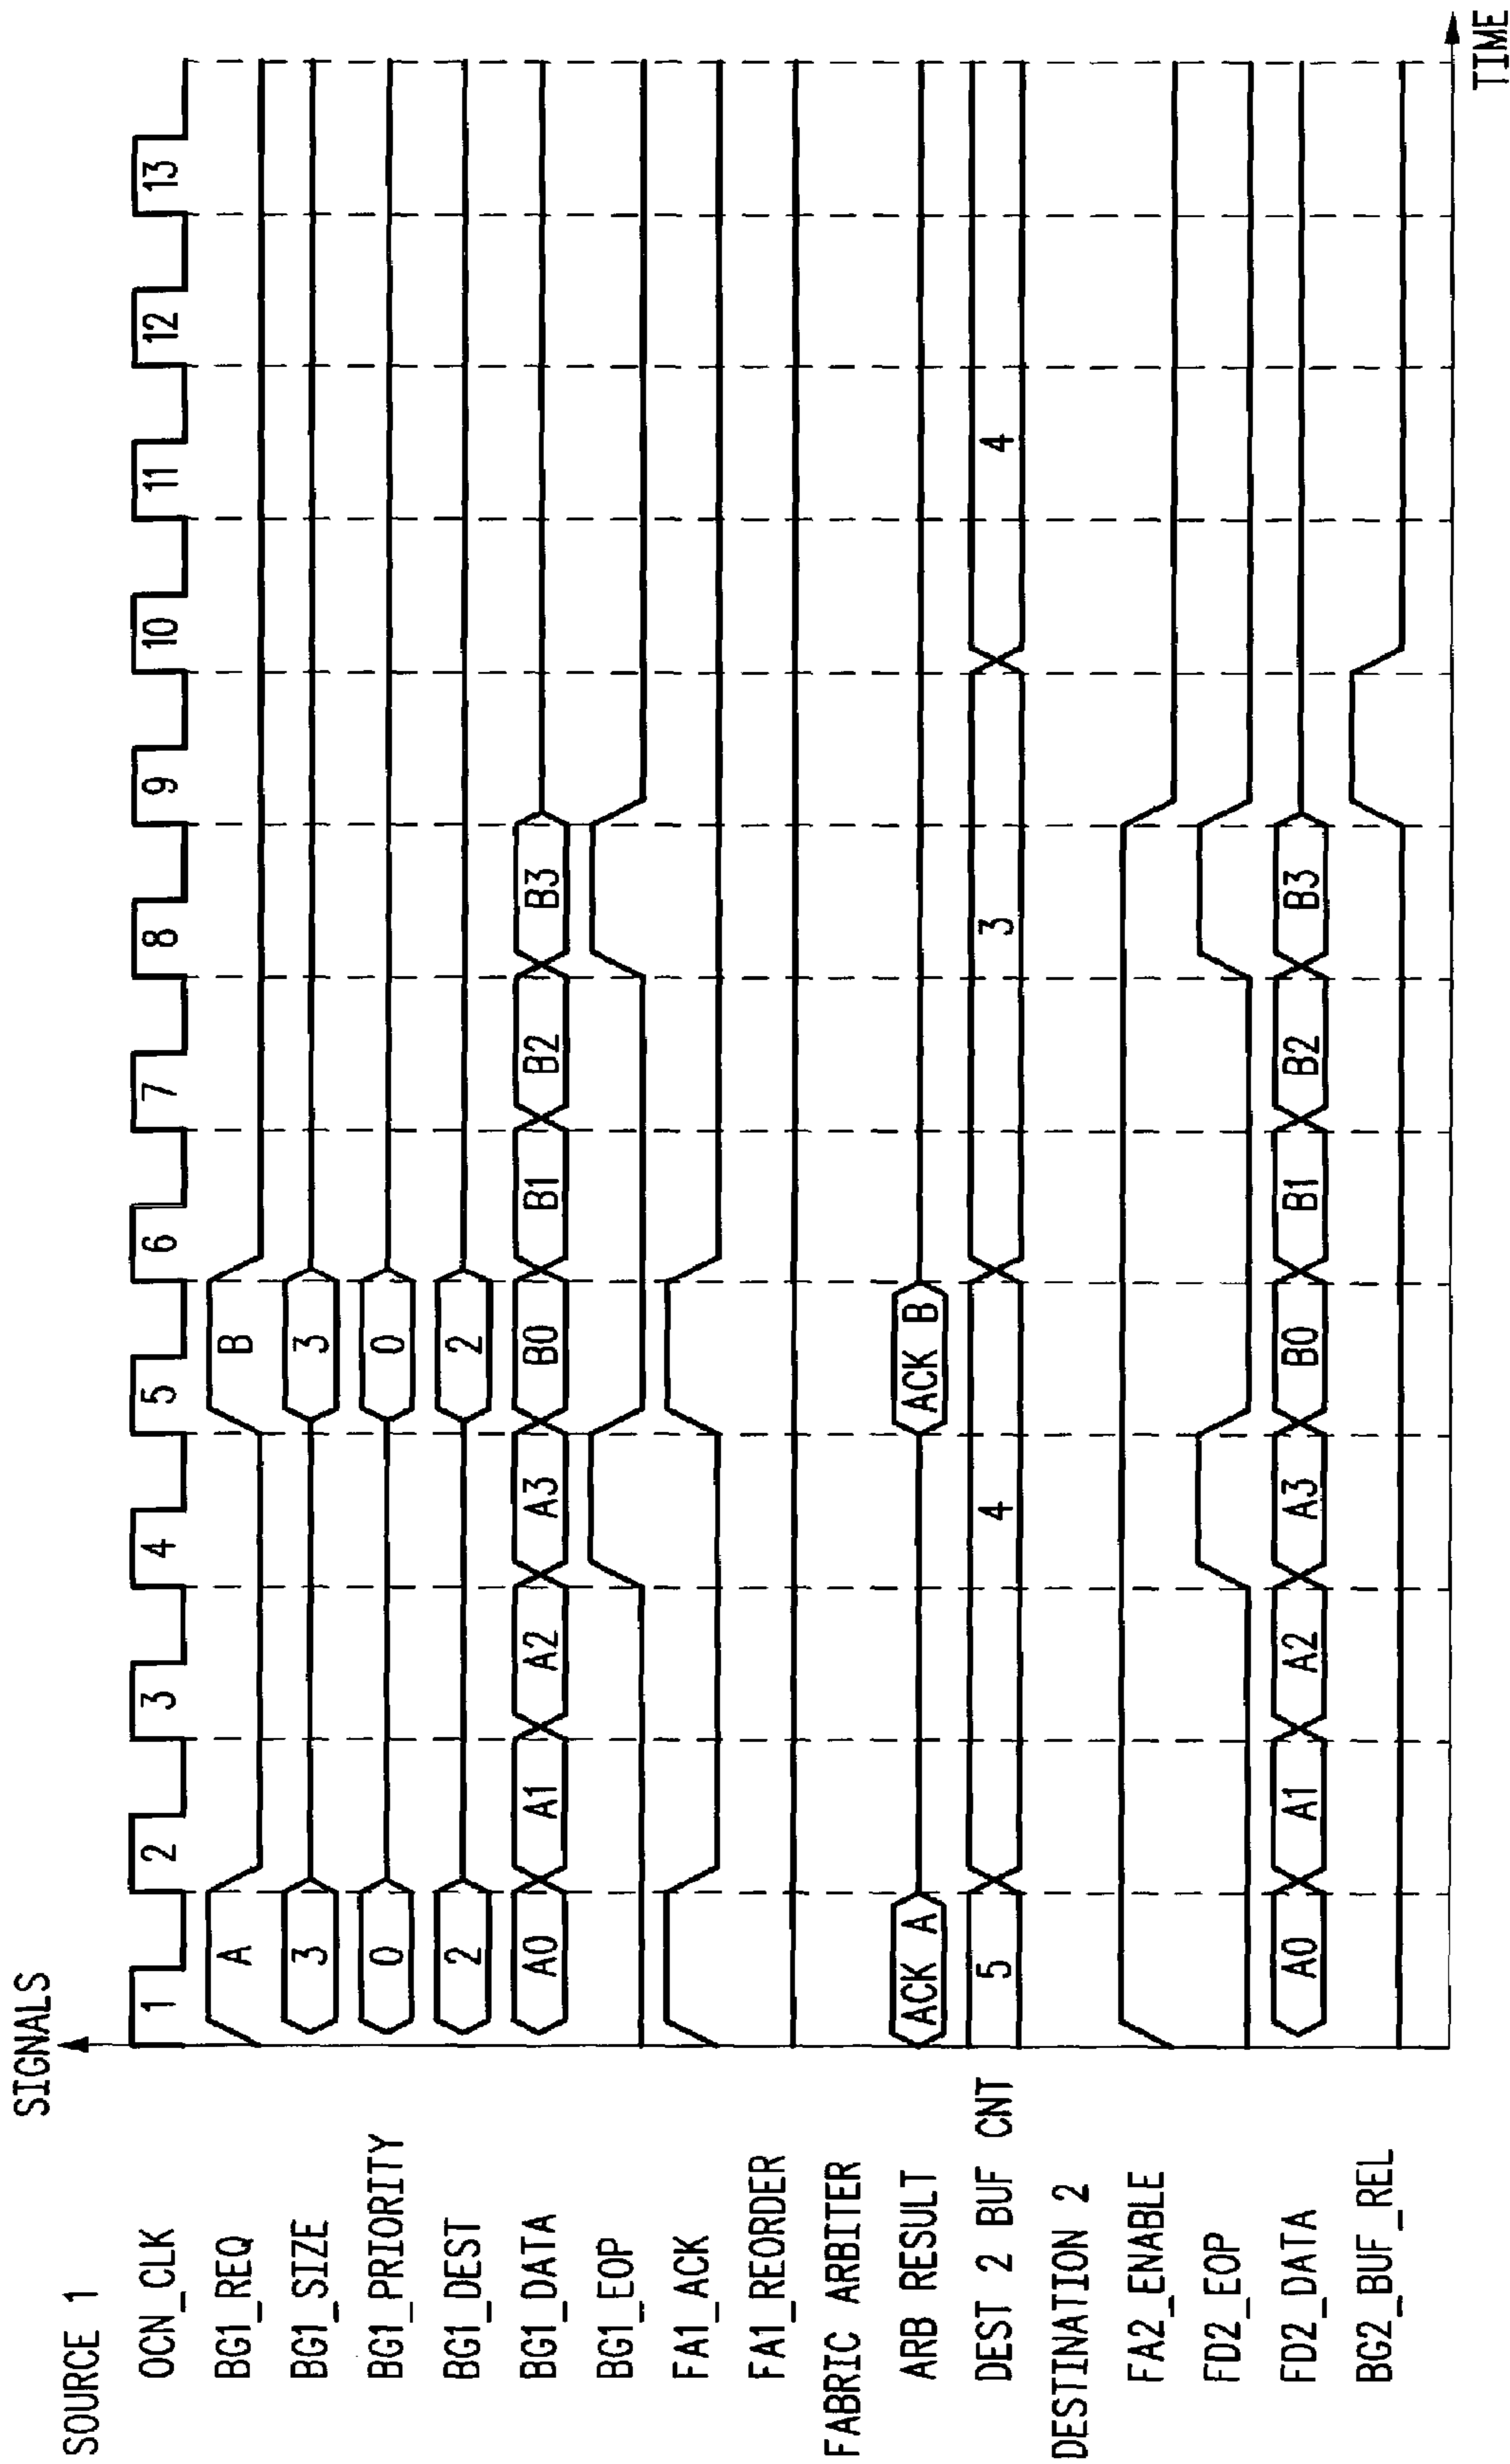 SIGNALS
SOURCE 1
OCN_CLK 1 2 3 4 5 6 7 8 9 10 11 12 13
BG1_REQ A B
BG1_SIZE 3 3
BG1_PRIORITY 0 0
BG1_DEST 2 2
BG1_DATA A0 A1 A2 A3 B0 B1 B2 B3
BG1_EOP
FA1_ACK
FA1_REORDER
FABRIC ARBITER
ARB RESULT ACK A ACK B
DEST 2 BUF CNT 5 4 3 4
DESTINATION 2
FA2_ENABLE
FD2_EOP
FD2_DATA A0 A1 A2 A3 B0 B1 B2 B3
BG2_BUF_REL
TIME